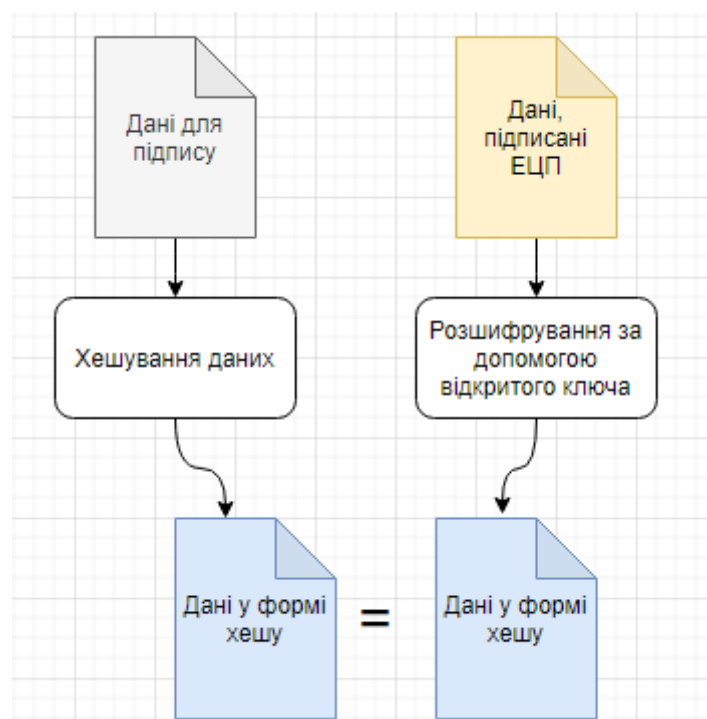 Дані для
підпису
Дані,
підписані
ЕЦП
Хешування даних
Розшифрування за
допомогою
відкритого ключа
Дані у формі
хешу
=
Дані у формі
хешу